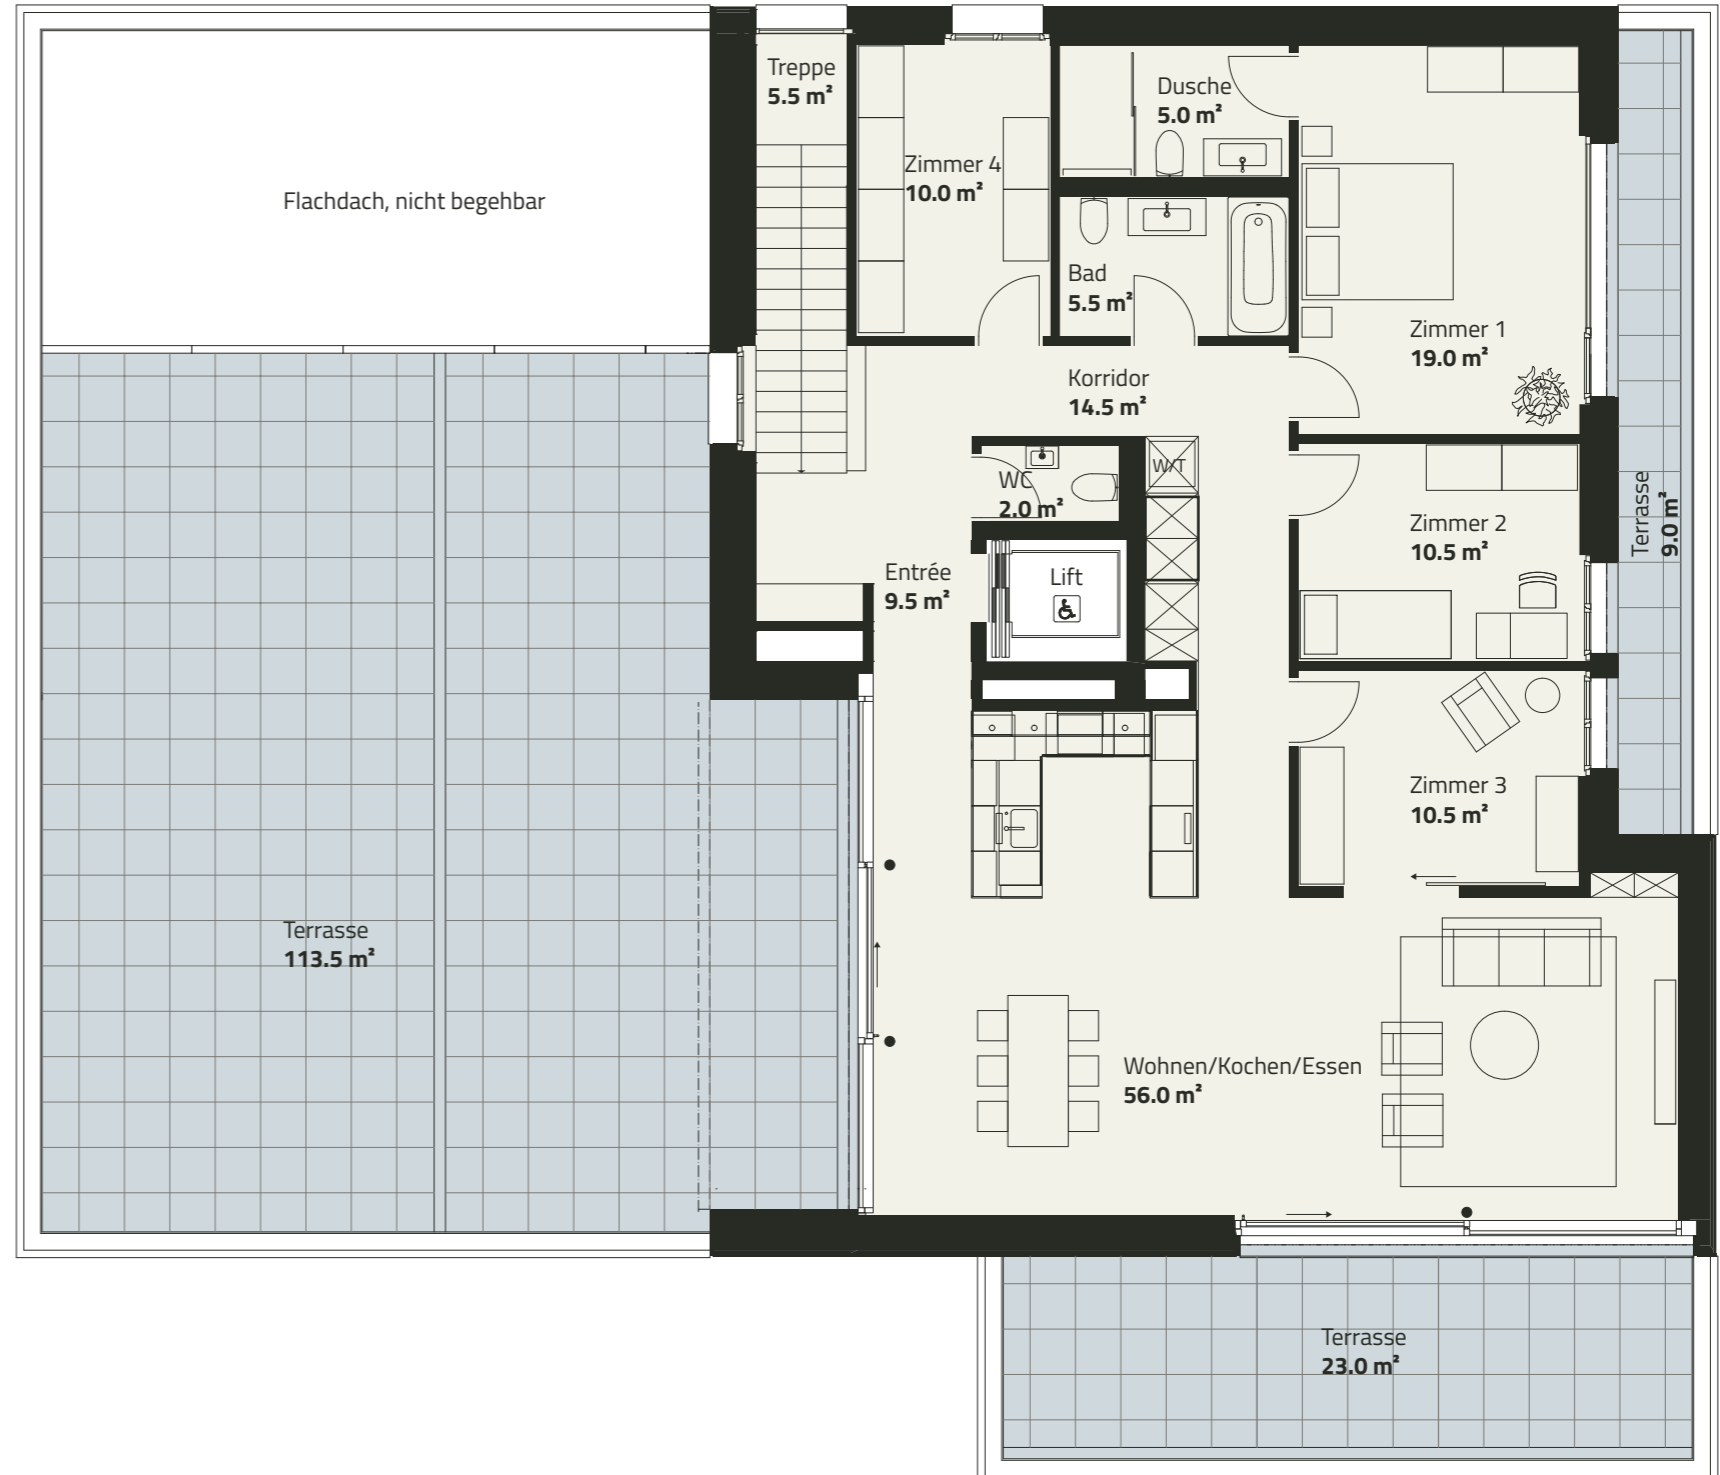 Treppe
5.5 m²
Dusche
5.0 m²
Zimmer 4
10.0 m²
Flachdach, nicht begehbar
Bad
5.5 m²
Zimmer 1
19.0 m²
Korridor
14.5 m²
W/T
WC
2.0 m²
Zimmer 2
10.5 m²
Terrasse
9.0 m²
Entrée
9.5 m²
Lift
Zimmer 3
10.5 m²
Terrasse
113.5 m²
Wohnen/Kochen/Essen
56.0 m²
Terrasse
23.0 m²